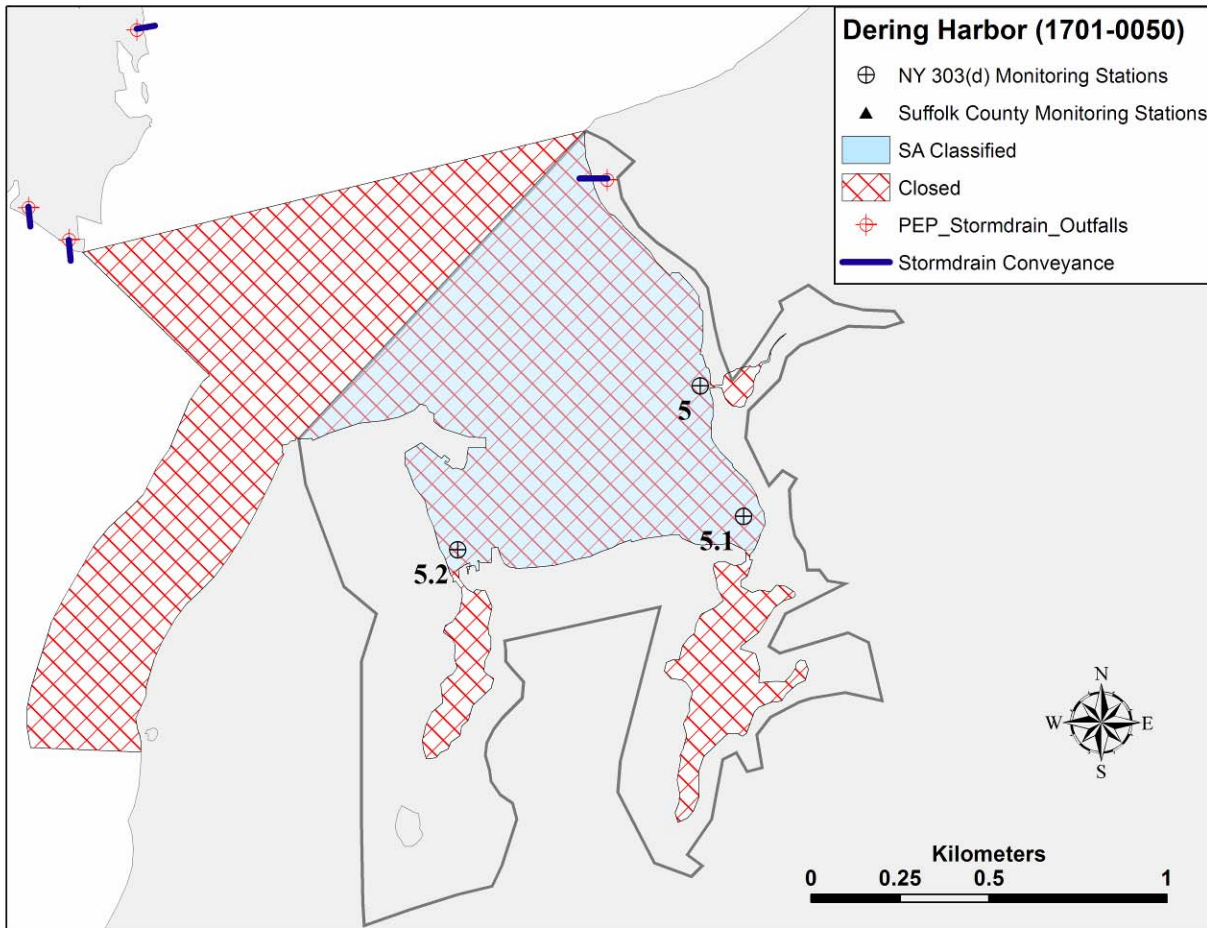 Dering Harbor (1701-0050)
NY 303(d) Monitoring Stations
Suffolk County Monitoring Stations
SA Classified
Closed
PEP_Stormdrain_Outfalls
Stormdrain Conveyance
5
5.1
5.2
N
W E
S
Kilometers
0 0.25 0.5 1